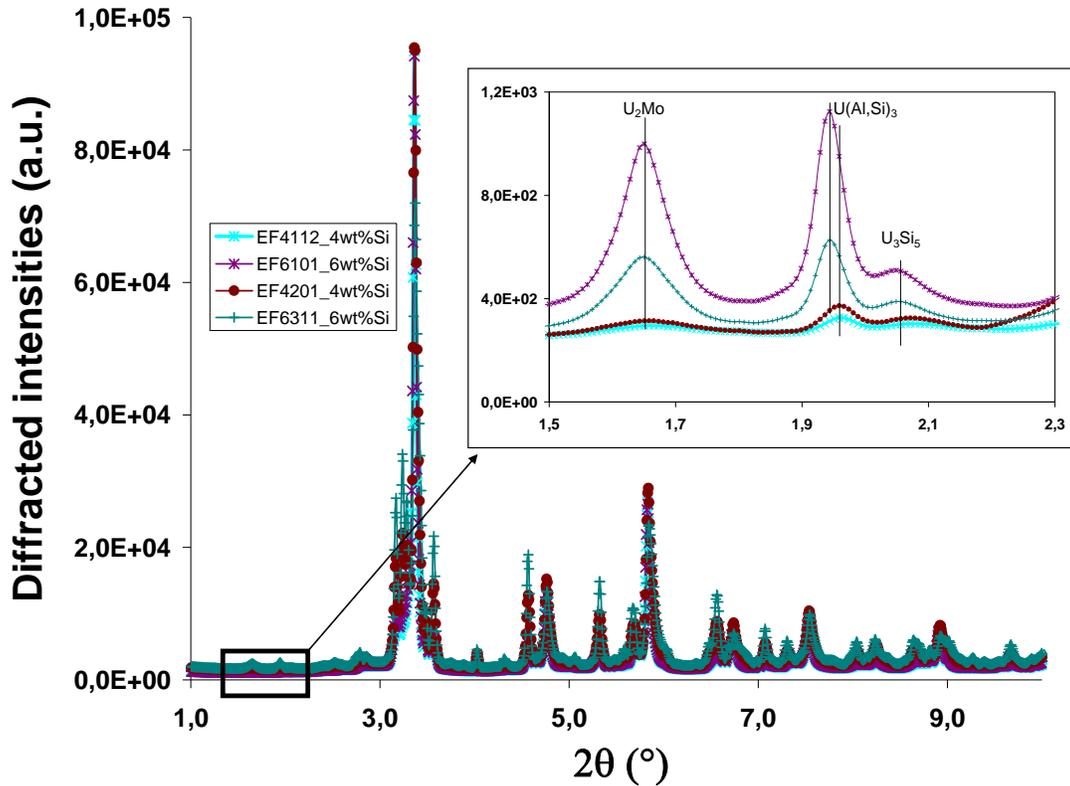 1,0E+05
8,0E+04
6,0E+04
4,0E+04
2,0E+04
0,0E+00
Diffracted intensities (a.u.)
1,0
3,0
5,0
7,0
9,0
2θ (°)
EF4112_4wt%Si
EF6101_6wt%Si
EF4201_4wt%Si
EF6311_6wt%Si
1,2E+03
8,0E+02
4,0E+02
0,0E+00
1,5
1,7
1,9
2,1
2,3
U₂Mo
U(Al,Si)₃
U₃Si₅